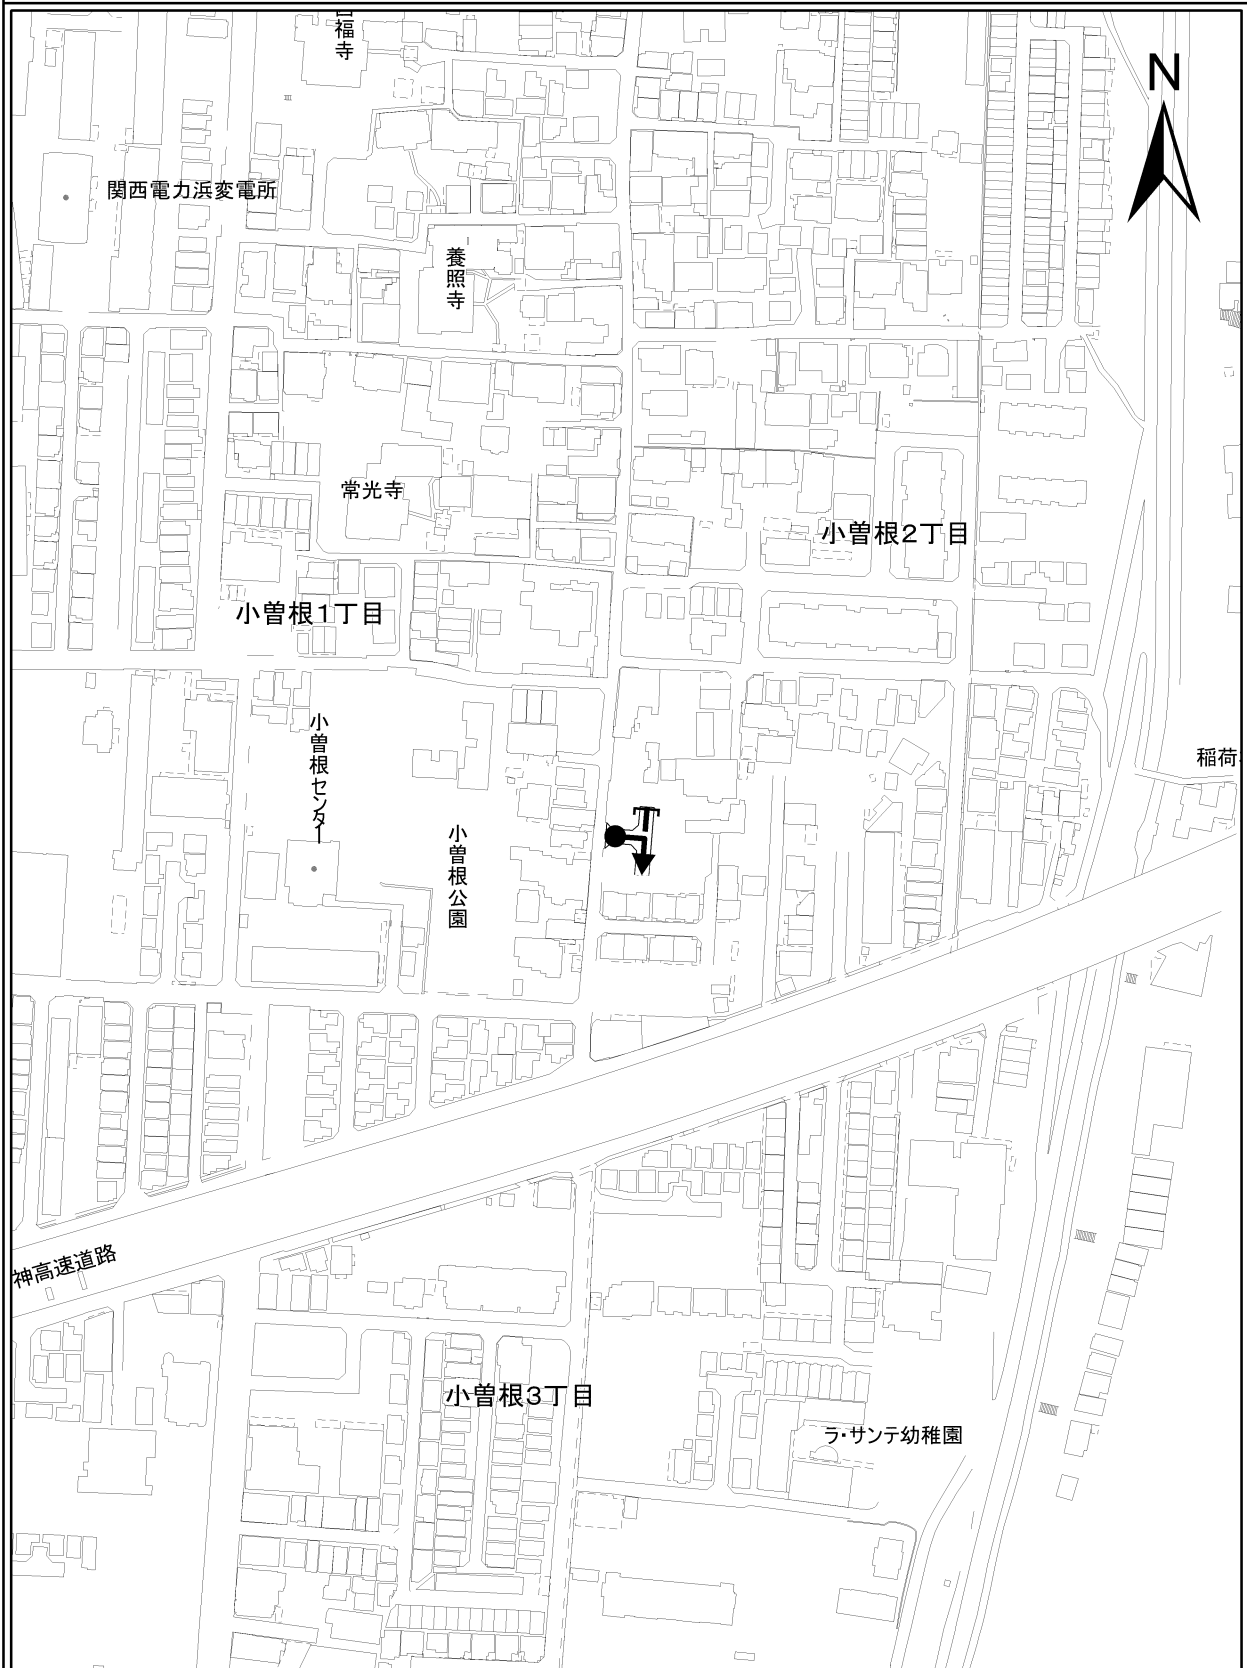 福寺
N
関西電力浜変電所
養照寺
常光寺
小曽根2丁目
小曽根1丁目
小曽根センター
稲荷
小曽根公園
神高速道路
小曽根3丁目
ラ・サンテ幼稚園